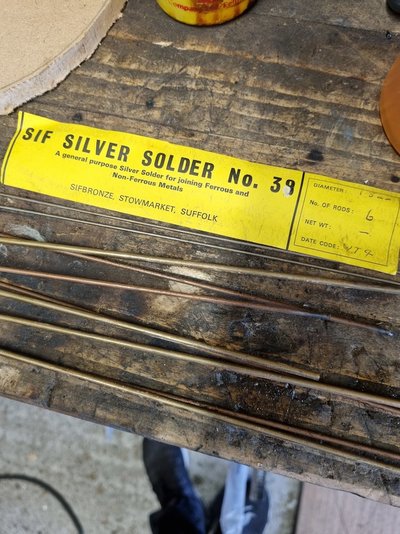 SIF SILVER SOLDER No. 39
A general purpose Silver Solder for joining Ferrous and
Non-Ferrous Metals
SIFBRONZE, STOWMARKET, SUFFOLK
DIAMETER:
No. OF RODS: 6
NET WT: -
DATE CODE: